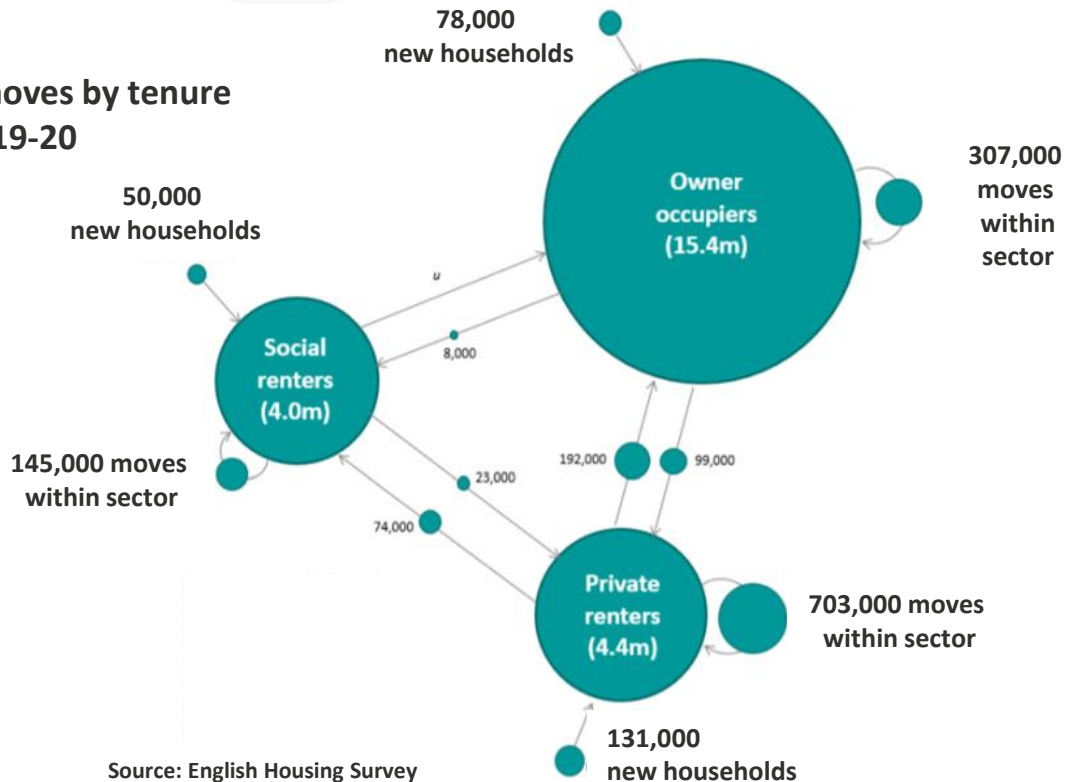 78,000
new households
moves by tenure
19-20
50,000
new households
Owner
occupiers
(15.4m)
307,000
moves
within
sector
u
8,000
Social
renters
(4.0m)
145,000 moves
within sector
192,000
99,000
23,000
74,000
Private
renters
(4.4m)
703,000 moves
within sector
131,000
new households
Source: English Housing Survey